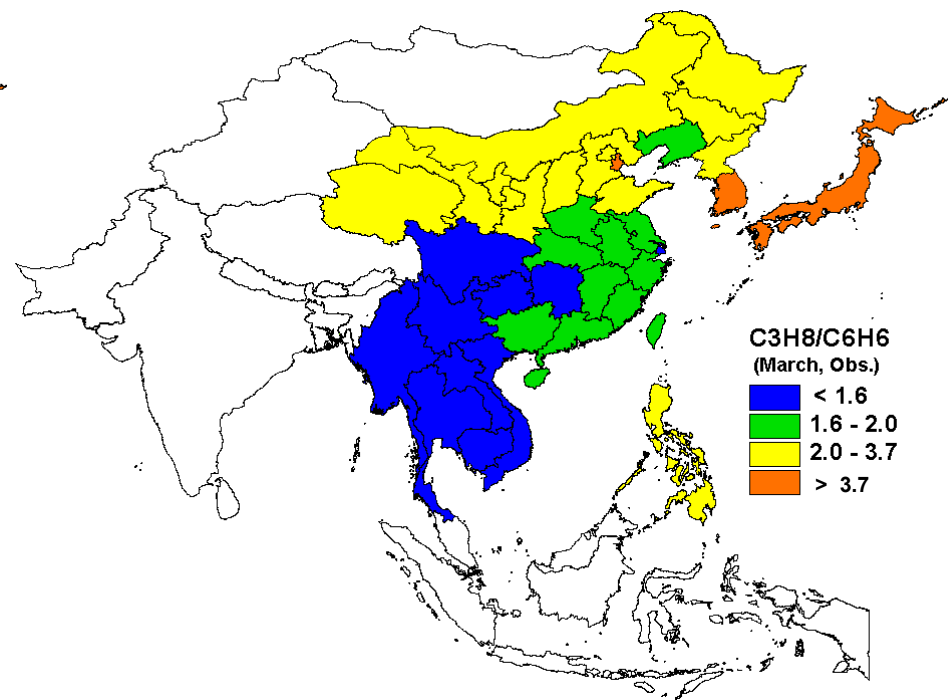 C3H8/C6H6
(March, Obs.)
< 1.6
1.6 - 2.0
2.0 - 3.7
> 3.7